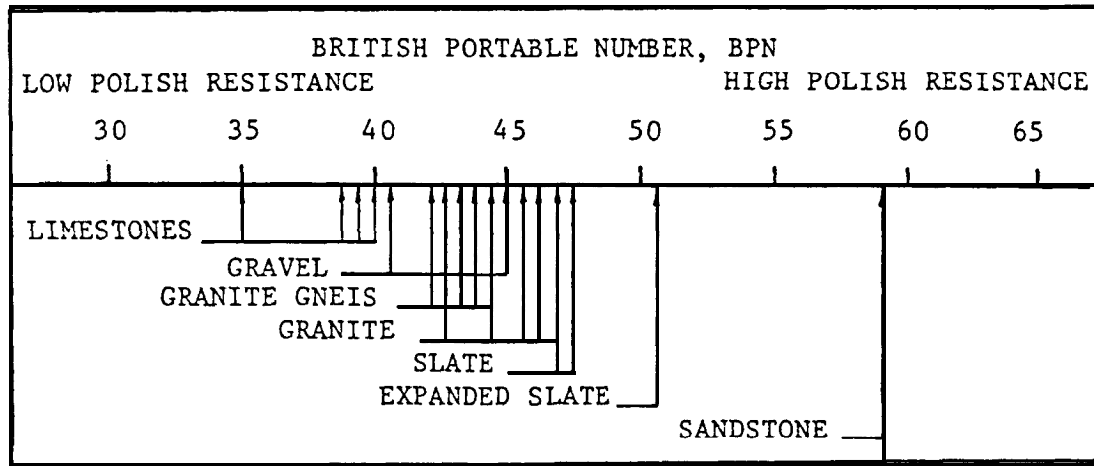 BRITISH PORTABLE NUMBER, BPN
LOW POLISH RESISTANCE HIGH POLISH RESISTANCE
30 35 40 45 50 55 60 65
LIMESTONES
GRAVEL
GRANITE GNEIS
GRANITE
SLATE
EXPANDED SLATE
SANDSTONE